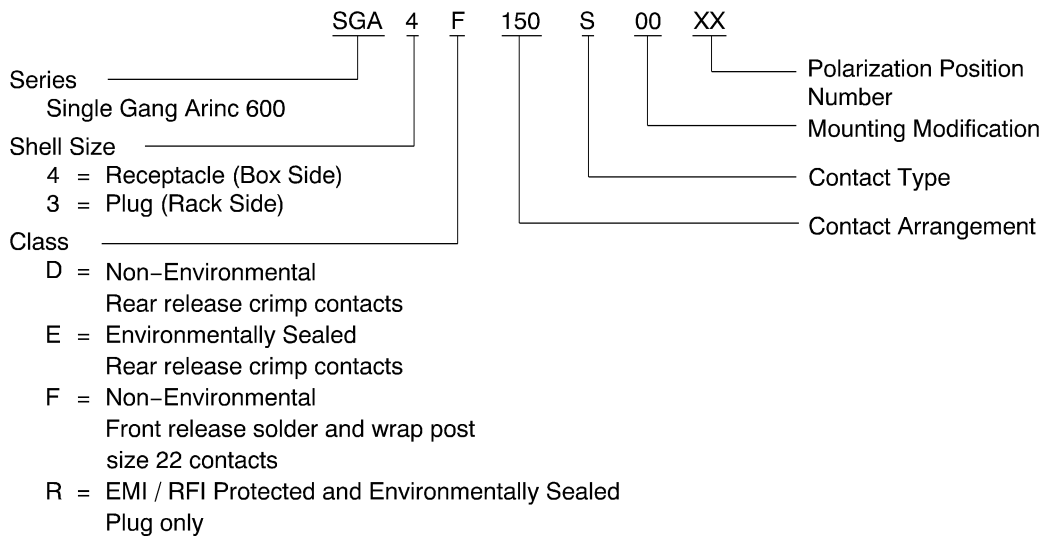 SGA 4 F 150 S 00 XX
Series
Single Gang Arinc 600
Shell Size
4 = Receptacle (Box Side)
3 = Plug (Rack Side)
Class
D = Non−Environmental
Rear release crimp contacts
E = Environmentally Sealed
Rear release crimp contacts
F = Non−Environmental
Front release solder and wrap post
size 22 contacts
R = EMI / RFI Protected and Environmentally Sealed
Plug only
Polarization Position
Number
Mounting Modification
Contact Type
Contact Arrangement